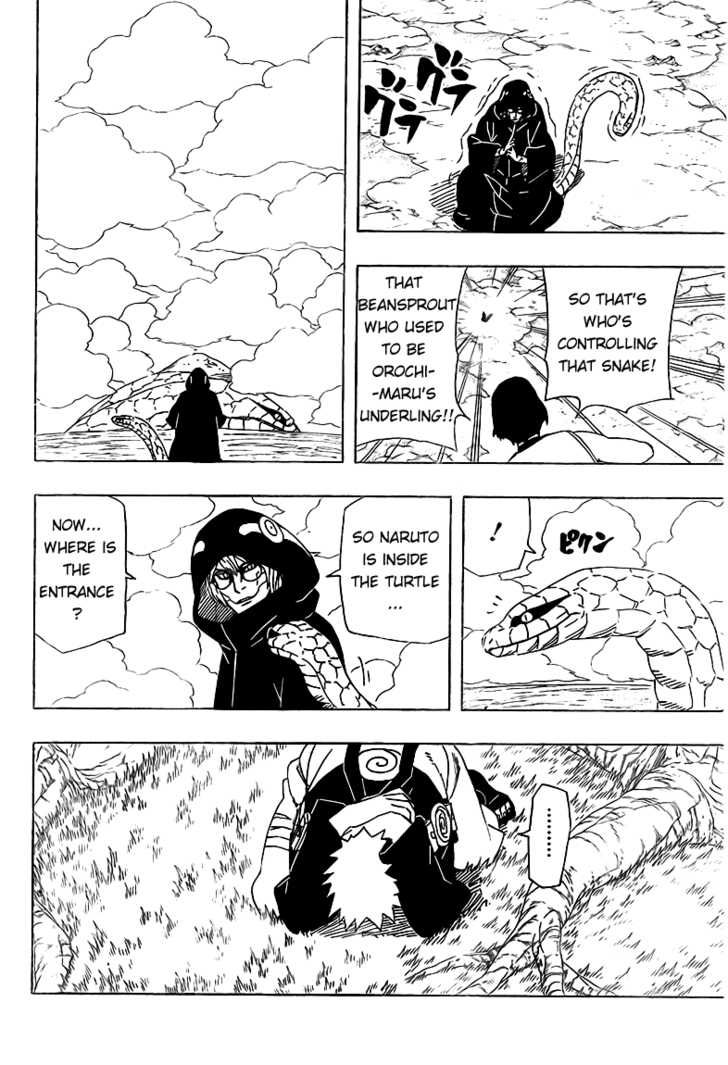 グラ
グラ
SO THAT'S
WHO'S
CONTROLLING
THAT SNAKE!
THAT
BEANSPROUT
WHO USED
TO BE
OROCHI-
-MARU'S
UNDERLING!!
!
ピクン
SO NARUTO
IS INSIDE
THE TURTLE
...
NOW...
WHERE IS
THE
ENTRANCE
?
........